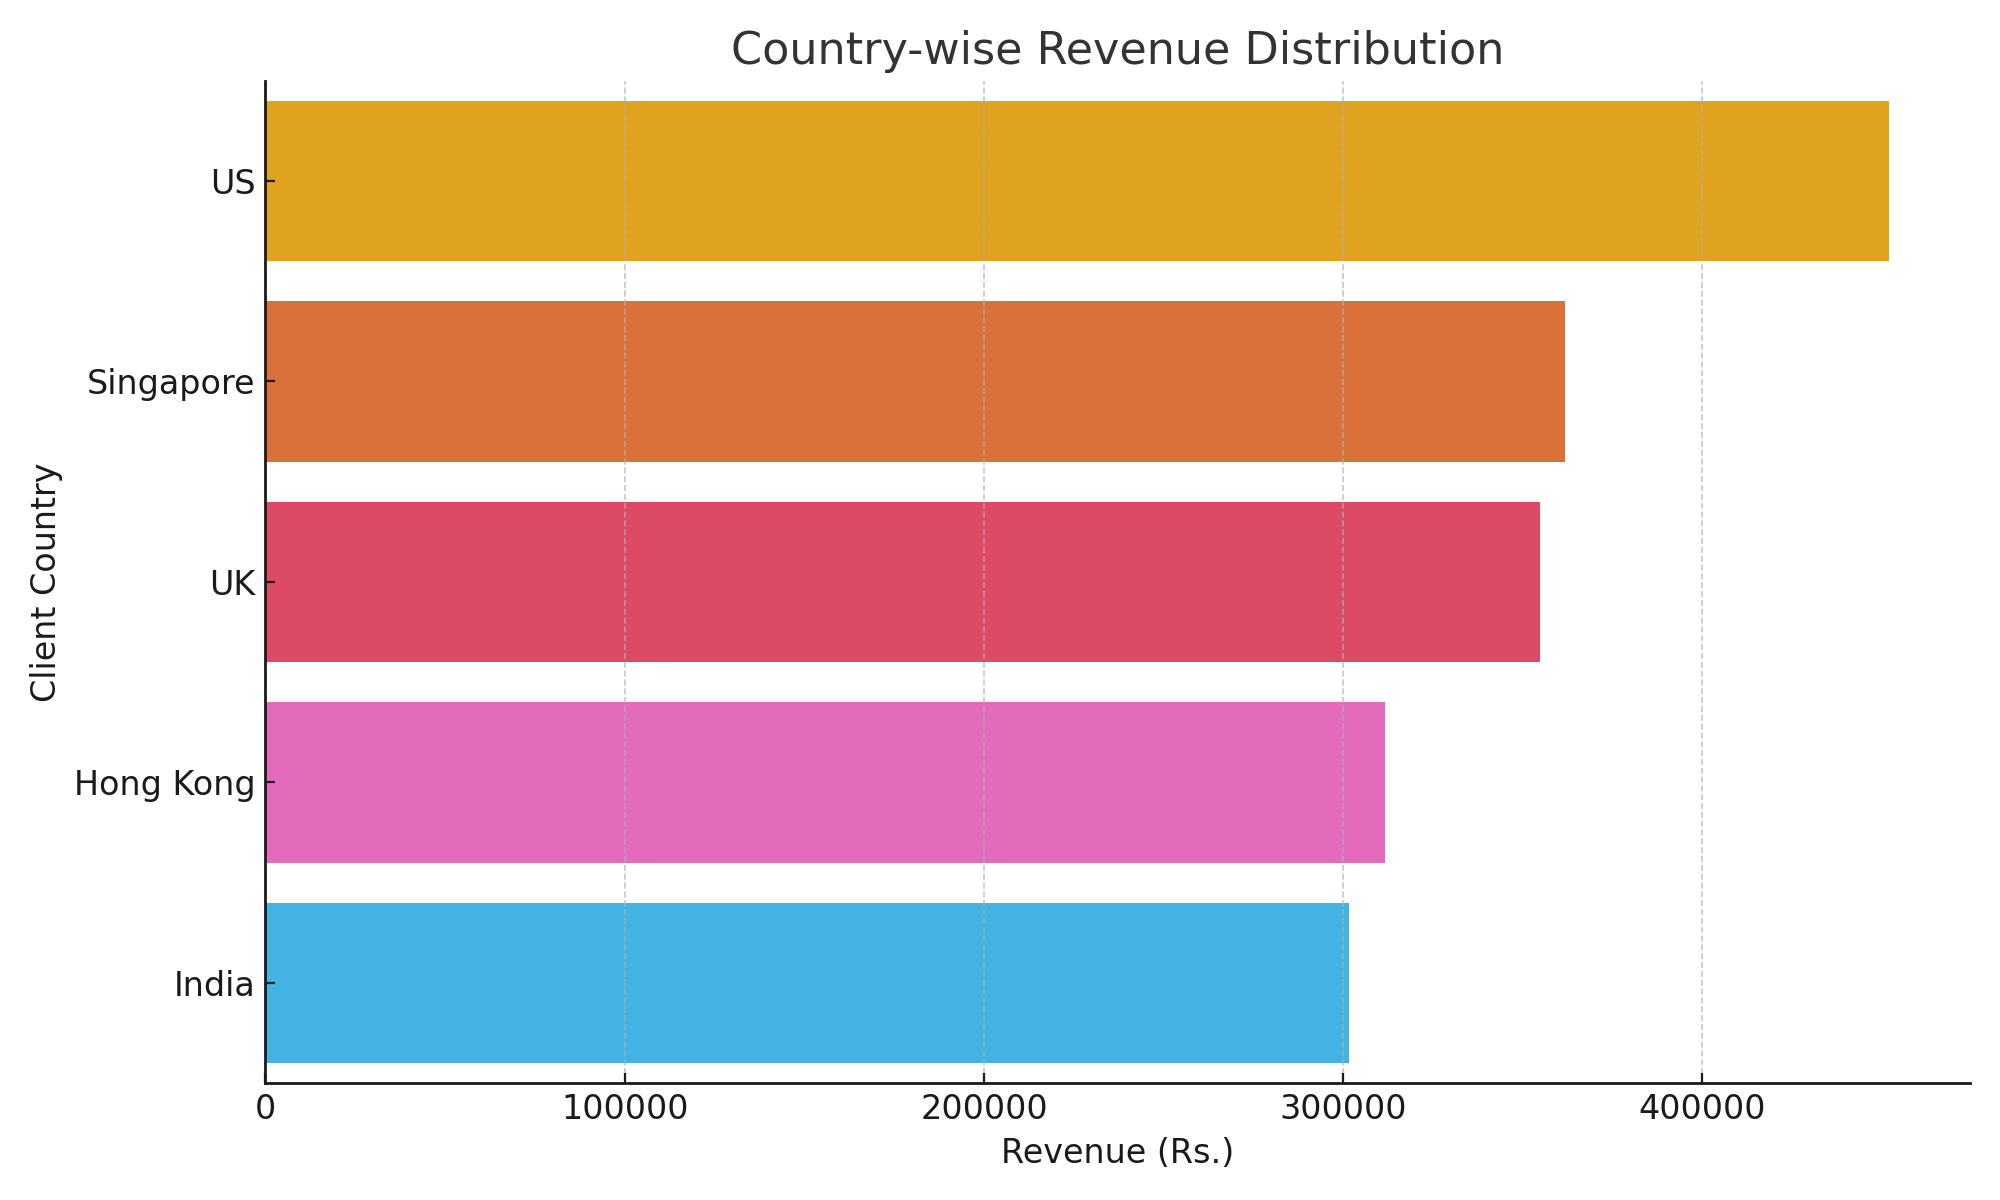 Country-wise Revenue Distribution
US
Singapore
UK
Hong Kong
India
Client Country
0 100000 200000 300000 400000
Revenue (Rs.)